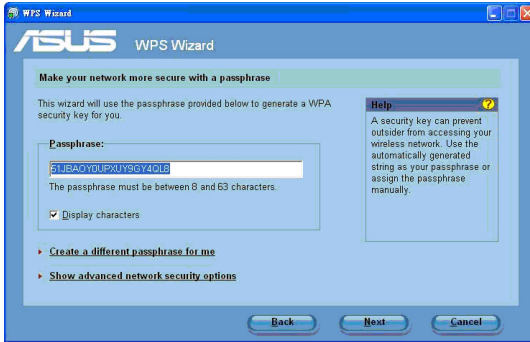 WPS Wizard
ASUS WPS Wizard
Make your network more secure with a passphrase
This wizard will use the passphrase provided below to generate a WPA
security key for you.
Passphrase:
51JBAOY0UPXUY9GY4QL8
The passphrase must be between 8 and 63 characters.
Display characters
Create a different passphrase for me
Show advanced network security options
Help
A security key can prevent
outsider from accessing your
wireless network. Use the
automatically generated
string as your passphrase or
assign the passphrase
manually.
Back Next Cancel